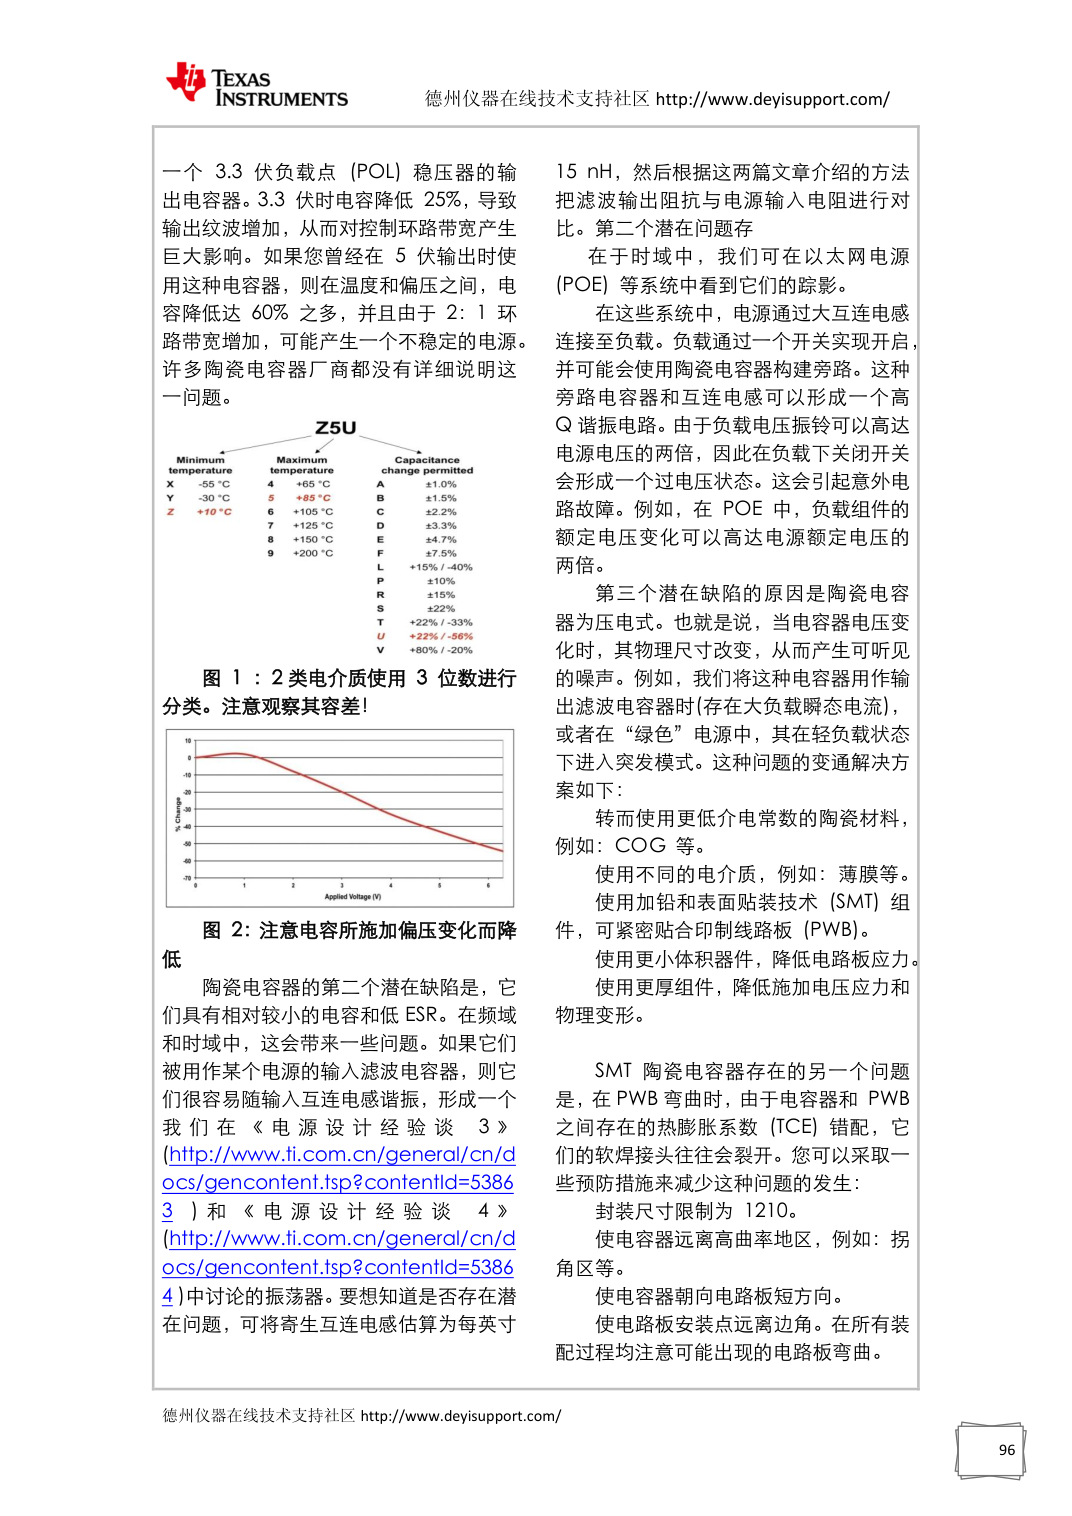 TEXAS
INSTRUMENTS
德州仪器在线技术支持社区 http://www.deyisupport.com/
一个 3.3 伏负载点 (POL) 稳压器的输
出电容器。3.3 伏时电容降低 25%，导致
输出纹波增加，从而对控制环路带宽产生
巨大影响。如果您曾经在 5 伏输出时使
用这种电容器，则在温度和偏压之间，电
容降低达 60% 之多，并且由于 2：1 环
路带宽增加，可能产生一个不稳定的电源。
许多陶瓷电容器厂商都没有详细说明这
一问题。
Z5U
Minimum Maximum Capacitance
temperature temperature change permitted
X -55 °C 4 +65 °C A ±1.0%
Y -30 °C 5 +85 °C B ±1.5%
Z +10 °C 6 +105 °C C ±2.2%
7 +125 °C D ±3.3%
8 +150 °C E ±4.7%
9 +200 °C F ±7.5%
L +15% / -40%
P ±10%
R ±15%
S ±22%
T +22% / -33%
U +22% / -56%
V +80% / -20%
图 1 ：2 类电介质使用 3 位数进行
分类。注意观察其容差!
10
0
-10
-20
-30
-40
-50
-60
-70
% Change
0 1 2 3 4 5 6
Applied Voltage (V)
图 2：注意电容所施加偏压变化而降
低
陶瓷电容器的第二个潜在缺陷是，它
们具有相对较小的电容和低 ESR。在频域
和时域中，这会带来一些问题。如果它们
被用作某个电源的输入滤波电容器，则它
们很容易随输入互连电感谐振，形成一个
我们在《电源设计经验谈 3》
(http://www.ti.com.cn/general/cn/d
ocs/gencontent.tsp?contentId=5386
3 )和《电源设计经验谈 4》
(http://www.ti.com.cn/general/cn/d
ocs/gencontent.tsp?contentId=5386
4 )中讨论的振荡器。要想知道是否存在潜
在问题，可将寄生互连电感估算为每英寸
15 nH，然后根据这两篇文章介绍的方法
把滤波输出阻抗与电源输入电阻进行对
比。第二个潜在问题存
在于时域中，我们可在以太网电源
(POE) 等系统中看到它们的踪影。
在这些系统中，电源通过大互连电感
连接至负载。负载通过一个开关实现开启，
并可能会使用陶瓷电容器构建旁路。这种
旁路电容器和互连电感可以形成一个高
Q 谐振电路。由于负载电压振铃可以高达
电源电压的两倍，因此在负载下关闭开关
会形成一个过电压状态。这会引起意外电
路故障。例如，在 POE 中，负载组件的
额定电压变化可以高达电源额定电压的
两倍。
第三个潜在缺陷的原因是陶瓷电容
器为压电式。也就是说，当电容器电压变
化时，其物理尺寸改变，从而产生可听见
的噪声。例如，我们将这种电容器用作输
出滤波电容器时(存在大负载瞬态电流)，
或者在“绿色”电源中，其在轻负载状态
下进入突发模式。这种问题的变通解决方
案如下：
转而使用更低介电常数的陶瓷材料，
例如：COG 等。
使用不同的电介质，例如：薄膜等。
使用加铅和表面贴装技术 (SMT) 组
件，可紧密贴合印制线路板 (PWB)。
使用更小体积器件，降低电路板应力。
使用更厚组件，降低施加电压应力和
物理变形。
SMT 陶瓷电容器存在的另一个问题
是，在 PWB 弯曲时，由于电容器和 PWB
之间存在的热膨胀系数 (TCE) 错配，它
们的软焊接头往往会裂开。您可以采取一
些预防措施来减少这种问题的发生：
封装尺寸限制为 1210。
使电容器远离高曲率地区，例如：拐
角区等。
使电容器朝向电路板短方向。
使电路板安装点远离边角。在所有装
配过程均注意可能出现的电路板弯曲。
德州仪器在线技术支持社区 http://www.deyisupport.com/
96